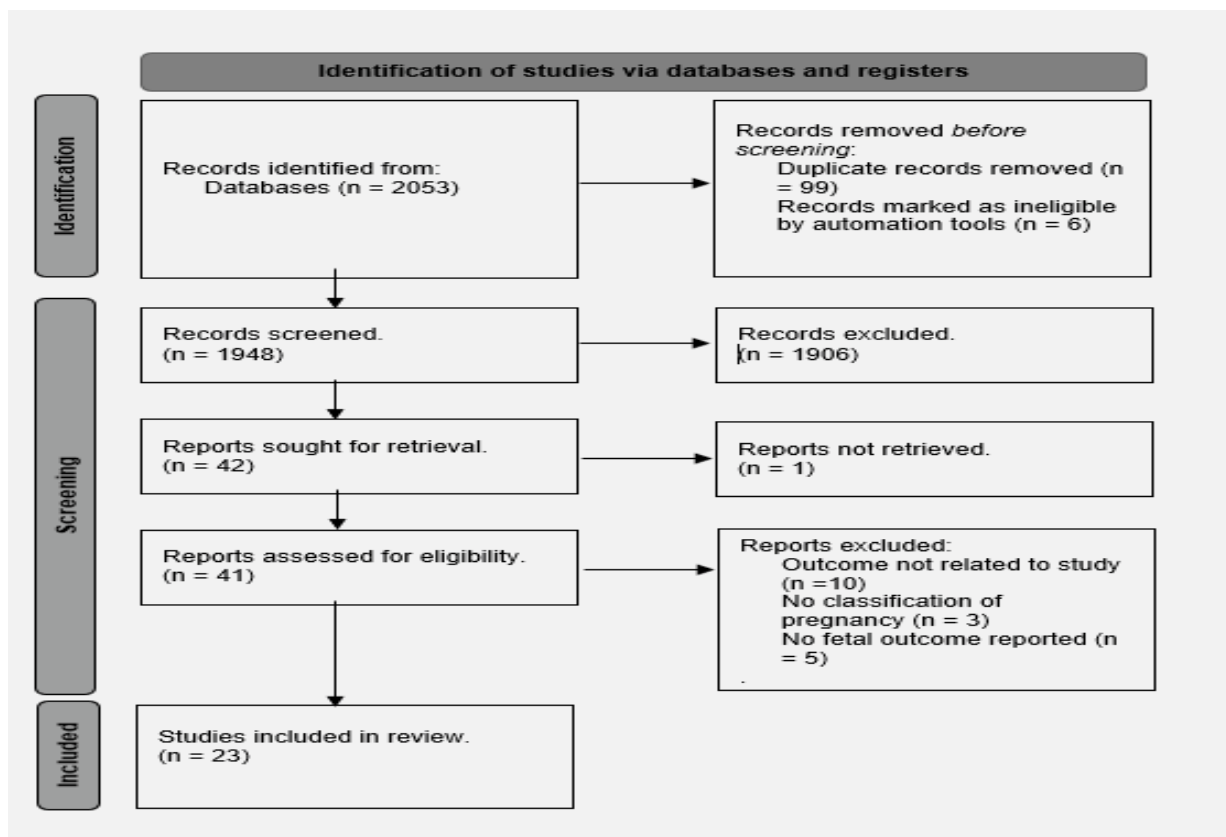 Identification of studies via databases and registers
Identification
Records identified from:
Databases (n = 2053)
Records removed before
screening:
Duplicate records removed (n
= 99)
Records marked as ineligible
by automation tools (n = 6)
Screening
Records screened.
(n = 1948)
Records excluded.
(n = 1906)
Reports sought for retrieval.
(n = 42)
Reports not retrieved.
(n = 1)
Reports assessed for eligibility.
(n = 41)
Reports excluded:
Outcome not related to study
(n =10)
No classification of
pregnancy (n = 3)
No fetal outcome reported (n
= 5)
.
Included
Studies included in review.
(n = 23)